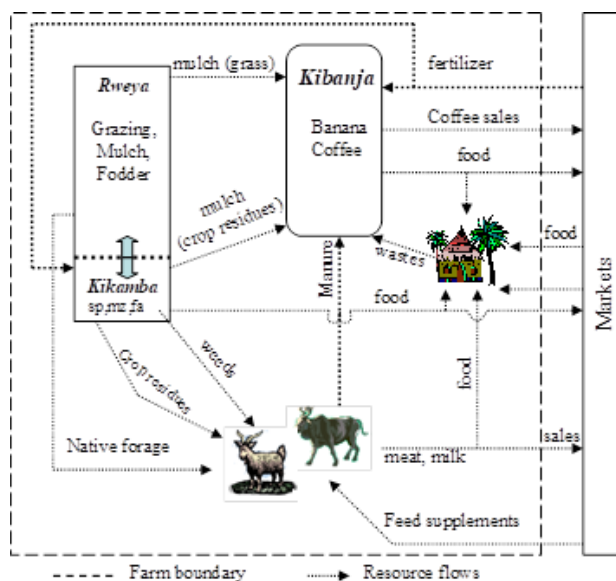 mulch (grass)
Rweya
Grazing,
Mulch,
Fodder
Kibanja
Banana
Coffee
fertilizer
Coffee sales
food
mulch
(crop residues)
wastes
food
Kikamba
sp,mz,fa
Manure
food
Markets
Crop residues
weeds
food
Native forage
meat, milk
sales
Feed supplements
Farm boundary
Resource flows